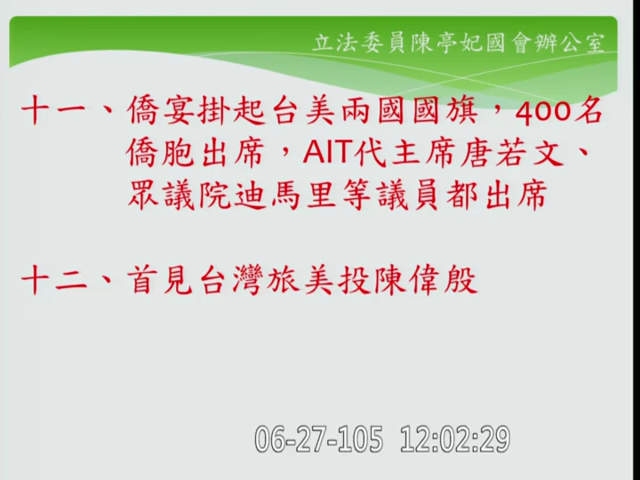 立法委員陳亭妃國會辦公室
十一、僑宴掛起台美兩國國旗，400名
僑胞出席，AIT代主席唐若文、
眾議院迪馬里等議員都出席
十二、首見台灣旅美投陳偉殷
06-27-105 12:02:29